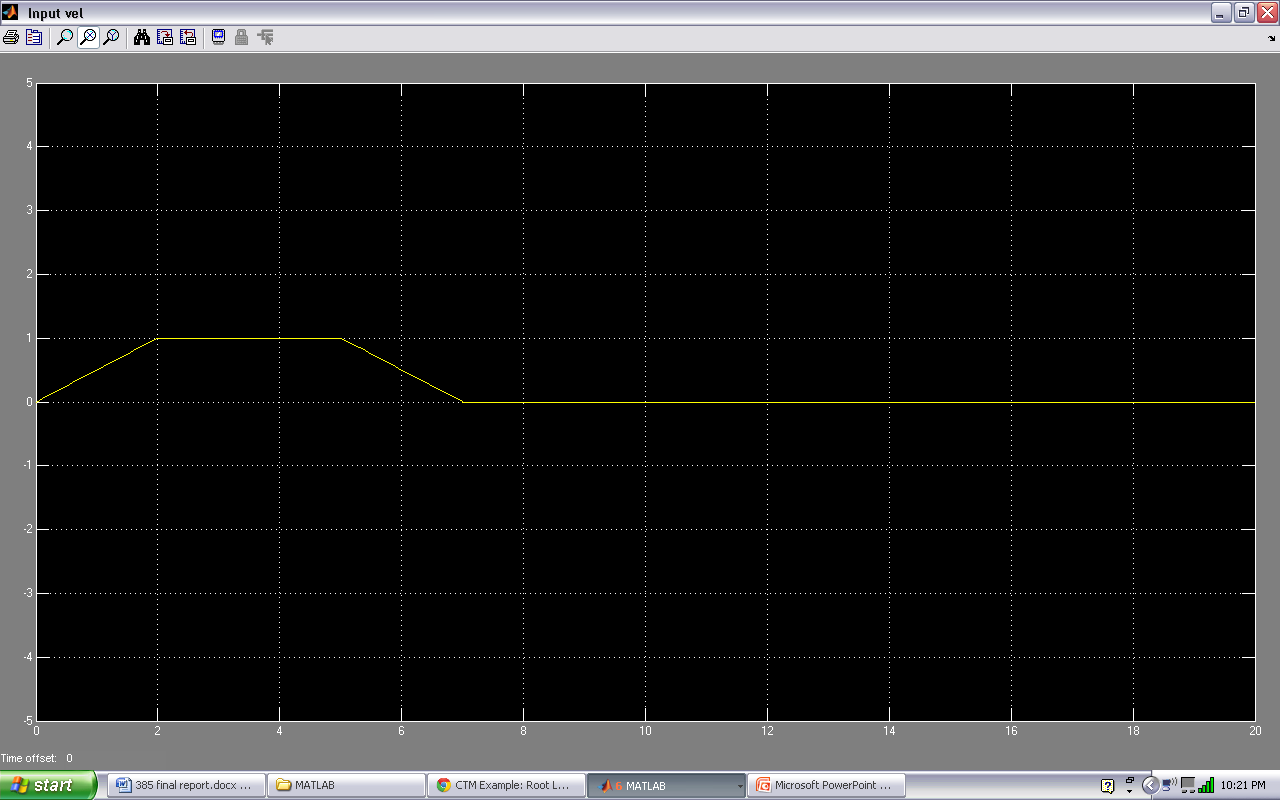 Input vel
5
4
3
2
1
0
-1
-2
-3
-4
-5
0 2 4 6 8 10 12 14 16 18 20
Time offset: 0
start 385 final report.docx ... MATLAB CTM Example: Root L... 6 MATLAB Microsoft PowerPoint ... 10:21 PM